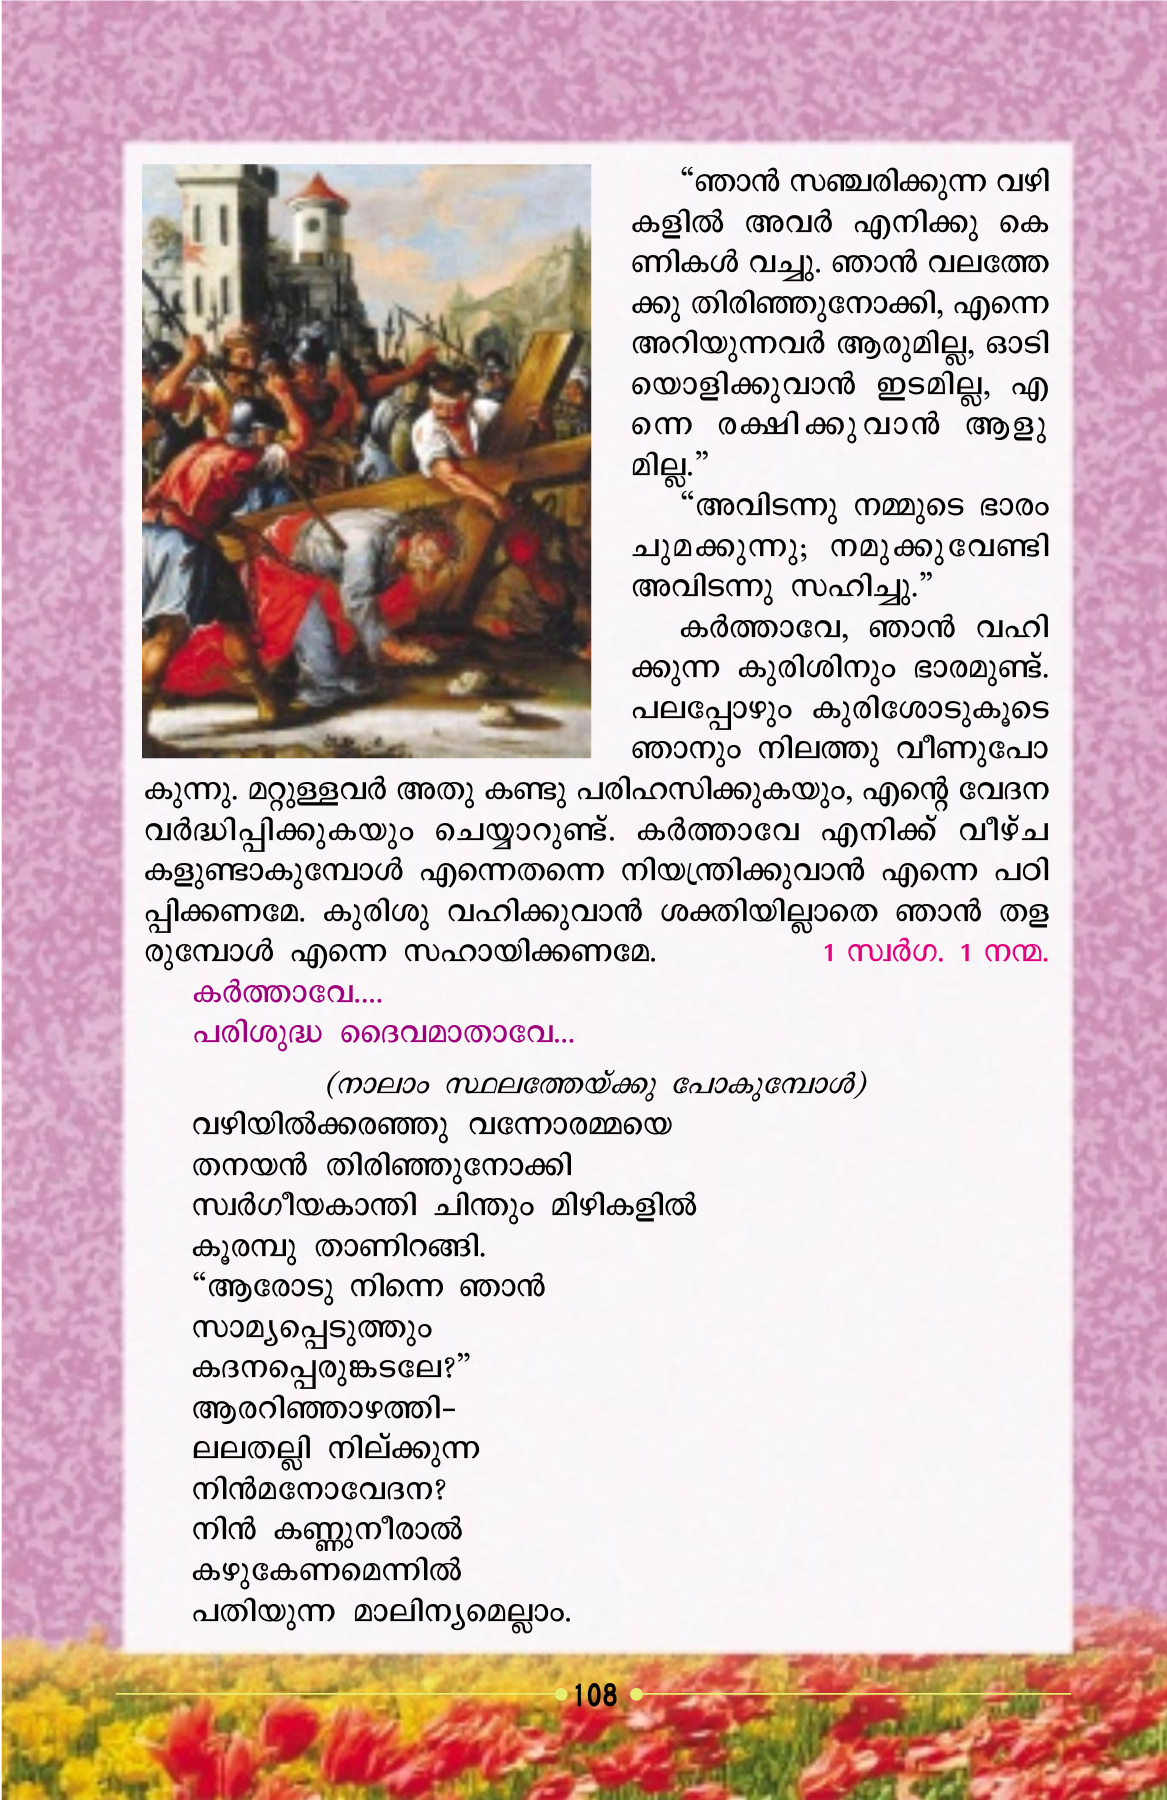 “ഞാൻ സഞ്ചരിക്കുന്ന വഴി
കളിൽ അവർ എനിക്കു കെ
ണികൾ വച്ചു. ഞാൻ വലത്തേ
ക്കു തിരിഞ്ഞുനോക്കി, എന്നെ
അറിയുന്നവർ ആരുമില്ല, ഓടി
യൊളിക്കുവാൻ ഇടമില്ല, എ
ന്നെ രക്ഷിക്കുവാൻ ആളു
മില്ല.”
“അവിടന്നു നമ്മുടെ ഭാരം
ചുമക്കുന്നു; നമുക്കുവേണ്ടി
അവിടന്നു സഹിച്ചു.”
കർത്താവേ, ഞാൻ വഹി
ക്കുന്ന കുരിശിനും ഭാരമുണ്ട്.
പലപ്പോഴും കുരിശോടുകൂടെ
ഞാനും നിലത്തു വീണുപോ
കുന്നു. മറ്റുള്ളവർ അതു കണ്ടു പരിഹസിക്കുകയും, എന്റെ വേദന
വർദ്ധിപ്പിക്കുകയും ചെയ്യാറുണ്ട്. കർത്താവേ എനിക്ക് വീഴ്ച
കളുണ്ടാകുമ്പോൾ എന്നെതന്നെ നിയന്ത്രിക്കുവാൻ എന്നെ പഠി
പ്പിക്കണമേ. കുരിശു വഹിക്കുവാൻ ശക്തിയില്ലാതെ ഞാൻ തള
രുമ്പോൾ എന്നെ സഹായിക്കണമേ. 1 സ്വർഗ. 1 നന്മ.
കർത്താവേ....
പരിശുദ്ധ ദൈവമാതാവേ...
(നാലാം സ്ഥലത്തേയ്ക്കു പോകുമ്പോൾ)
വഴിയിൽക്കരഞ്ഞു വന്നോരമ്മയെ
തനയൻ തിരിഞ്ഞുനോക്കി
സ്വർഗീയകാന്തി ചിന്തും മിഴികളിൽ
കൂരമ്പു താണിറങ്ങി.
“ആരോടു നിന്നെ ഞാൻ
സാമ്യപ്പെടുത്തും
കദനപ്പെരുങ്കടലേ?”
ആരറിഞ്ഞാഴത്തി-
ലലതല്ലി നില്ക്കുന്ന
നിൻമനോവേദന?
നിൻ കണ്ണുനീരാൽ
കഴുകേണമെന്നിൽ
പതിയുന്ന മാലിന്യമെല്ലാം.
108